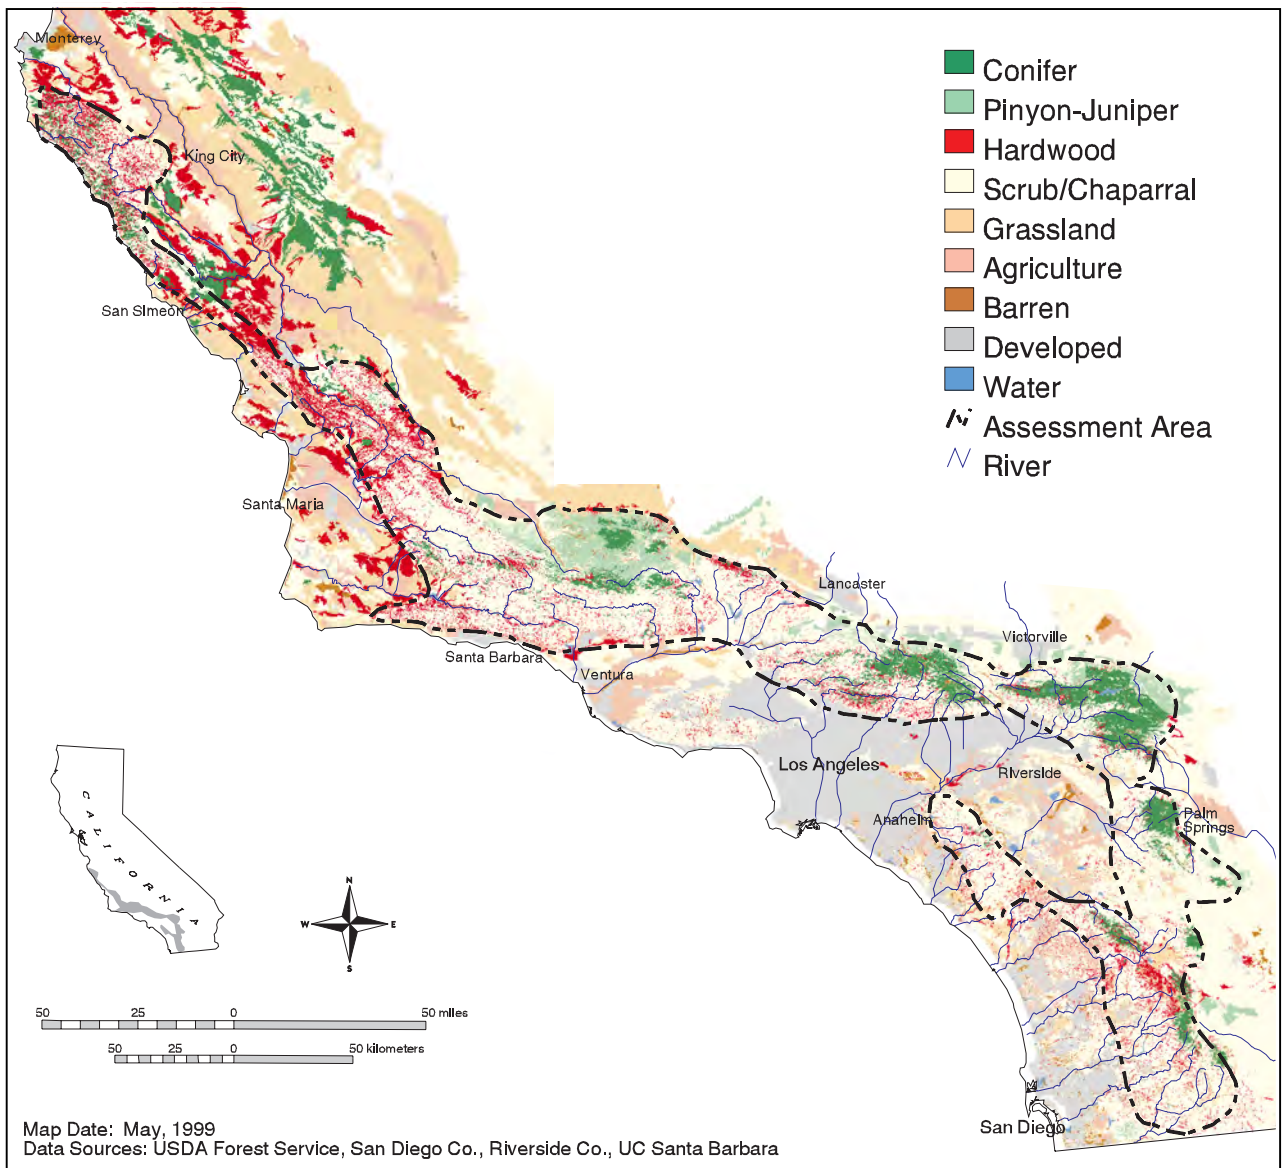 Monterey
King City
San Simeon
Santa Maria
Santa Barbara
Ventura
Lancaster
Victorville
Los Angeles
Riverside
Anaheim
Palm
Springs
San Diego
Conifer
Pinyon-Juniper
Hardwood
Scrub/Chaparral
Grassland
Agriculture
Barren
Developed
Water
Assessment Area
River
CALIFORNIA
N
W
E
S
50 25 0 50 miles
50 25 0 50 kilometers
Map Date: May, 1999
Data Sources: USDA Forest Service, San Diego Co., Riverside Co., UC Santa Barbara